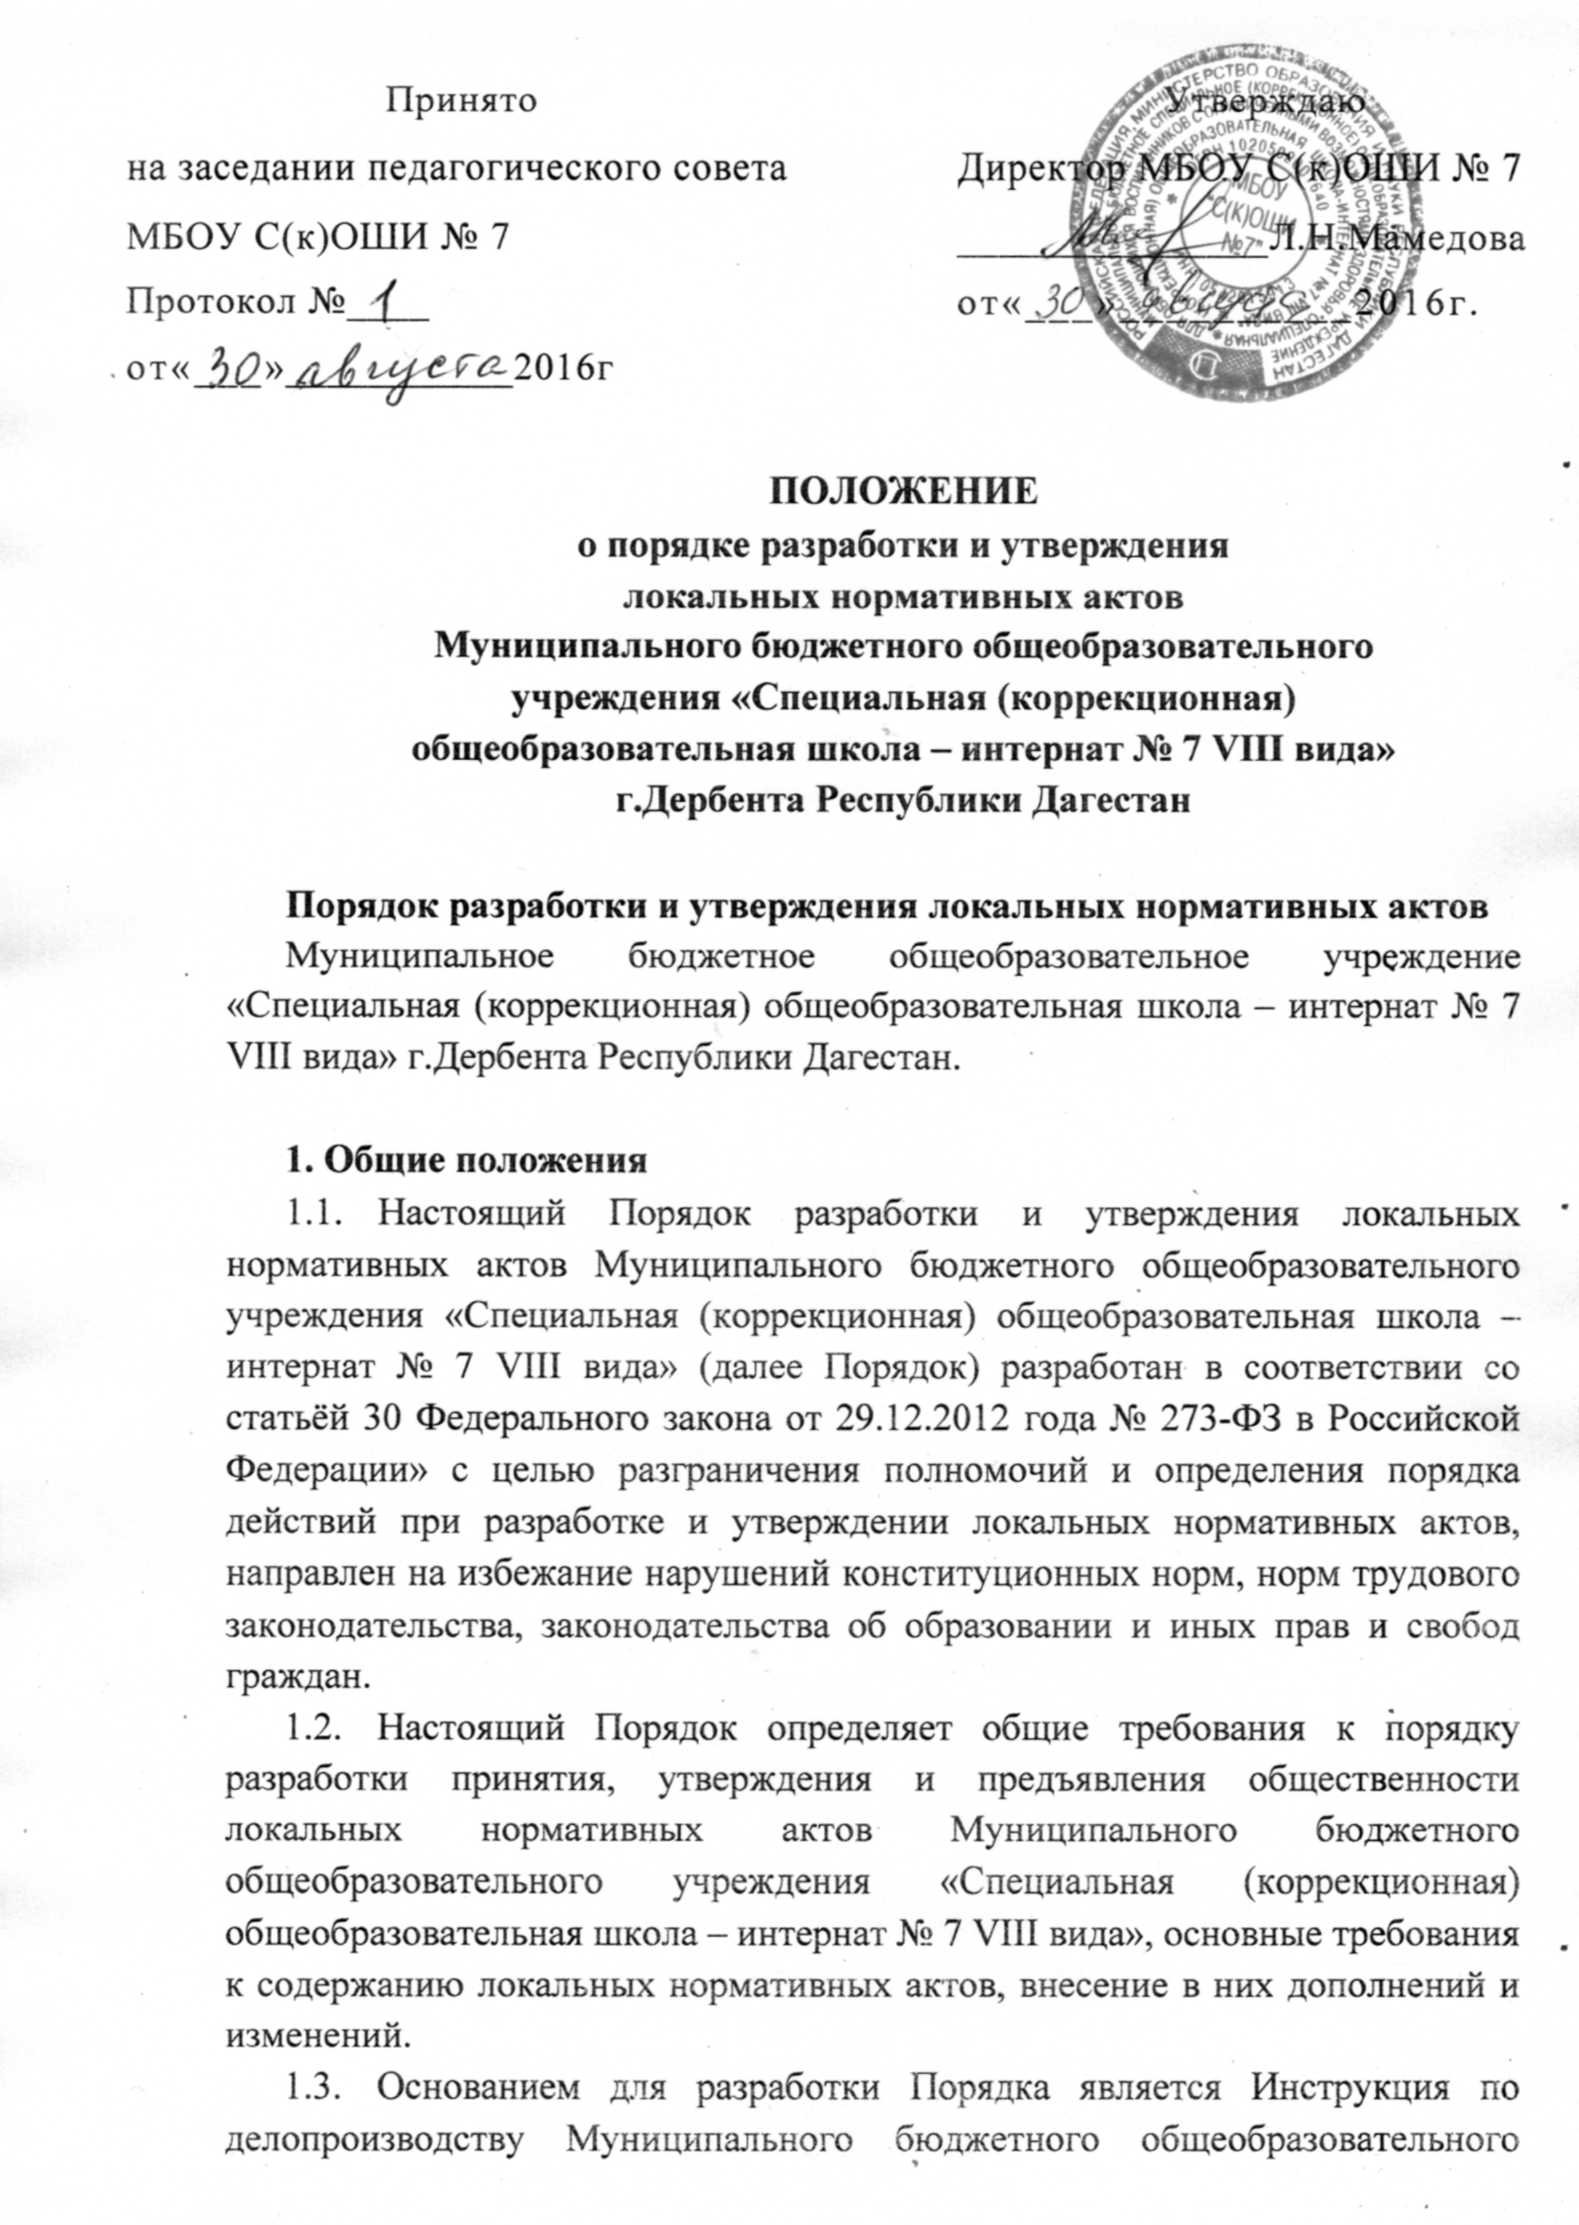 Принято
на заседании педагогического совета
МБОУ С(к)ОШИ № 7
Протокол № 1
от« 30 » августа 2016г
Утверждаю
Директор МБОУ С(к)ОШИ № 7
Л.Н.Мамедова
от« 30 » августа 2016г.
МБОУ
"С(К)ОШИ
№7"
ПОЛОЖЕНИЕ
о порядке разработки и утверждения
локальных нормативных актов
Муниципального бюджетного общеобразовательного
учреждения «Специальная (коррекционная)
общеобразовательная школа – интернат № 7 VIII вида»
г.Дербента Республики Дагестан
Порядок разработки и утверждения локальных нормативных актов
Муниципальное бюджетное общеобразовательное учреждение
«Специальная (коррекционная) общеобразовательная школа – интернат № 7
VIII вида» г.Дербента Республики Дагестан.
1. Общие положения
1.1. Настоящий Порядок разработки и утверждения локальных
нормативных актов Муниципального бюджетного общеобразовательного
учреждения «Специальная (коррекционная) общеобразовательная школа –
интернат № 7 VIII вида» (далее Порядок) разработан в соответствии со
статьёй 30 Федерального закона от 29.12.2012 года № 273-ФЗ в Российской
Федерации» с целью разграничения полномочий и определения порядка
действий при разработке и утверждении локальных нормативных актов,
направлен на избежание нарушений конституционных норм, норм трудового
законодательства, законодательства об образовании и иных прав и свобод
граждан.
1.2. Настоящий Порядок определяет общие требования к порядку
разработки принятия, утверждения и предъявления общественности
локальных нормативных актов Муниципального бюджетного
общеобразовательного учреждения «Специальная (коррекционная)
общеобразовательная школа – интернат № 7 VIII вида», основные требования
к содержанию локальных нормативных актов, внесение в них дополнений и
изменений.
1.3. Основанием для разработки Порядка является Инструкция по
делопроизводству Муниципального бюджетного общеобразовательного